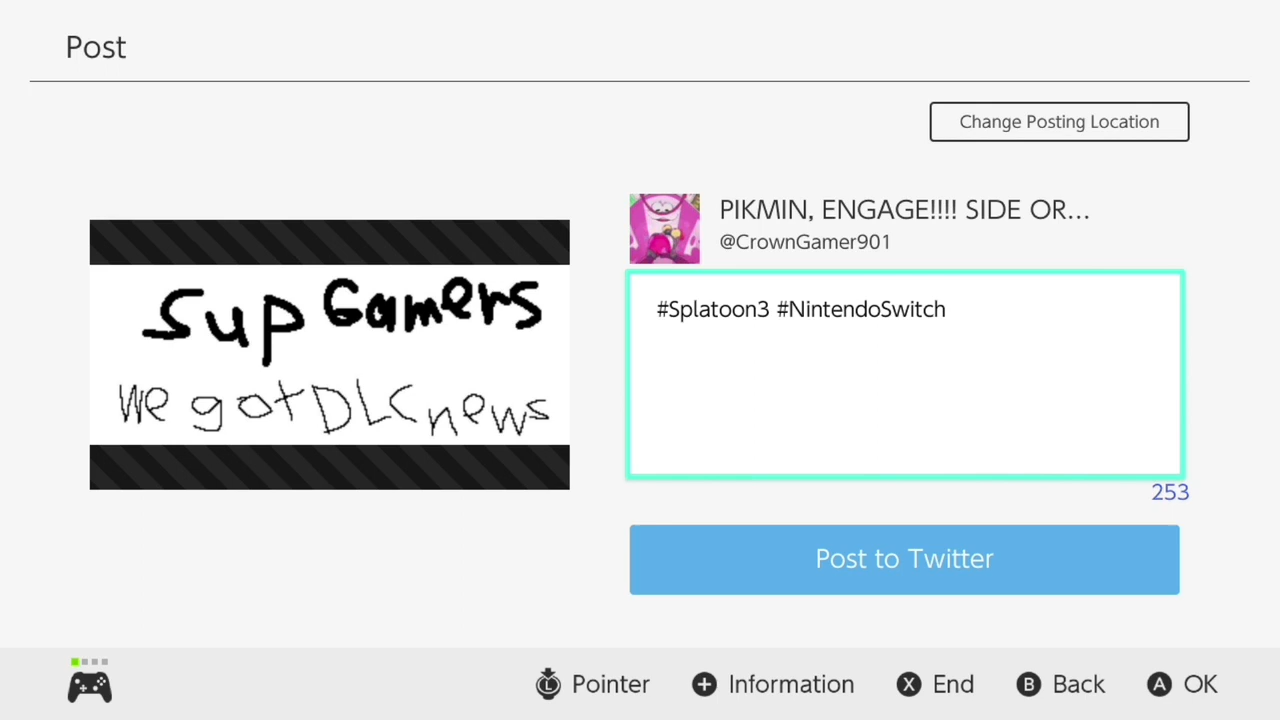 Post
Change Posting Location
PIKMIN, ENGAGE!!!! SIDE OR...
@CrownGamer901
Sup Gamers
We got DLC news
#Splatoon3 #NintendoSwitch
253
Post to Twitter
L Pointer
+ Information
X End
B Back
A OK